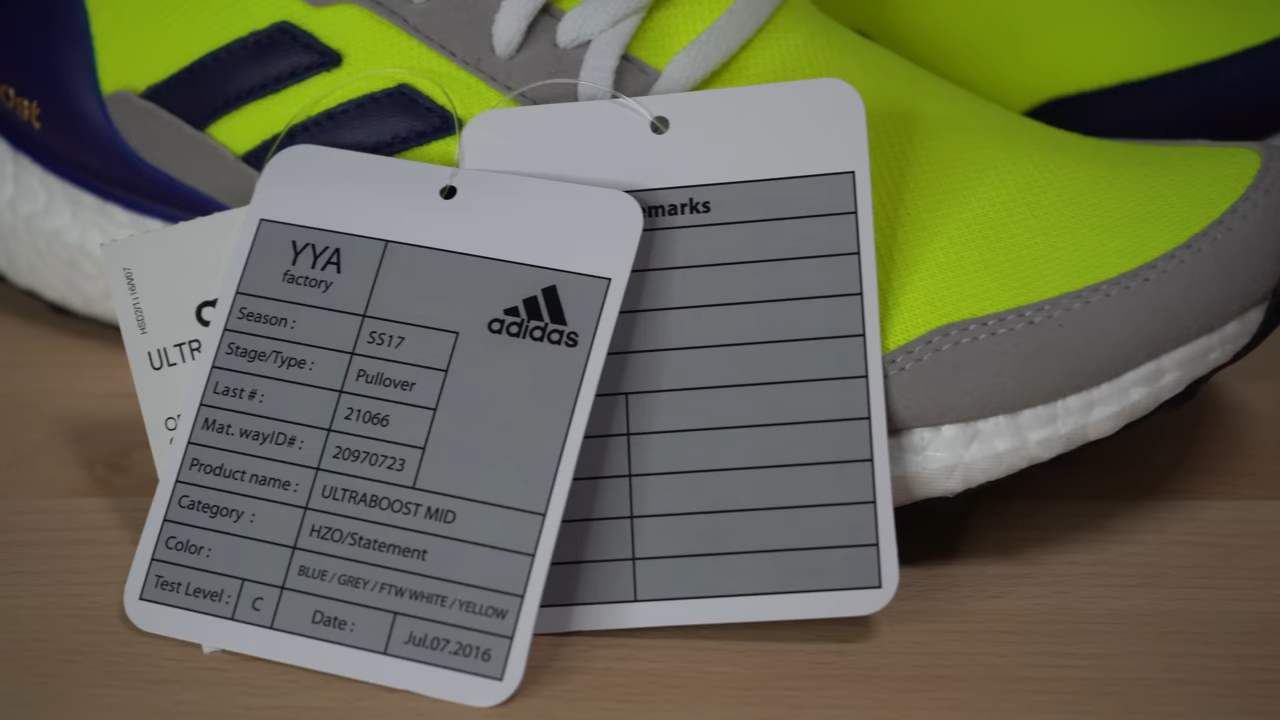 YYA
factory
adidas
Season : SS17
Stage/Type : Pullover
Last # : 21066
Mat. wayID# : 20970723
Product name : ULTRABOOST MID
Category : HZO/Statement
Color : BLUE / GREY / FTW WHITE / YELLOW
Test Level : C Date : Jul.07.2016
emarks
ULTR